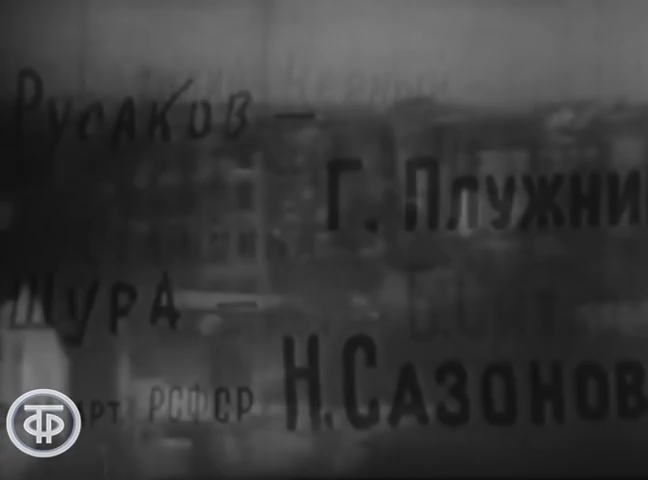 Русаков —
Г. Плужни
Шура —
арт РСФСР Н. Сазонов